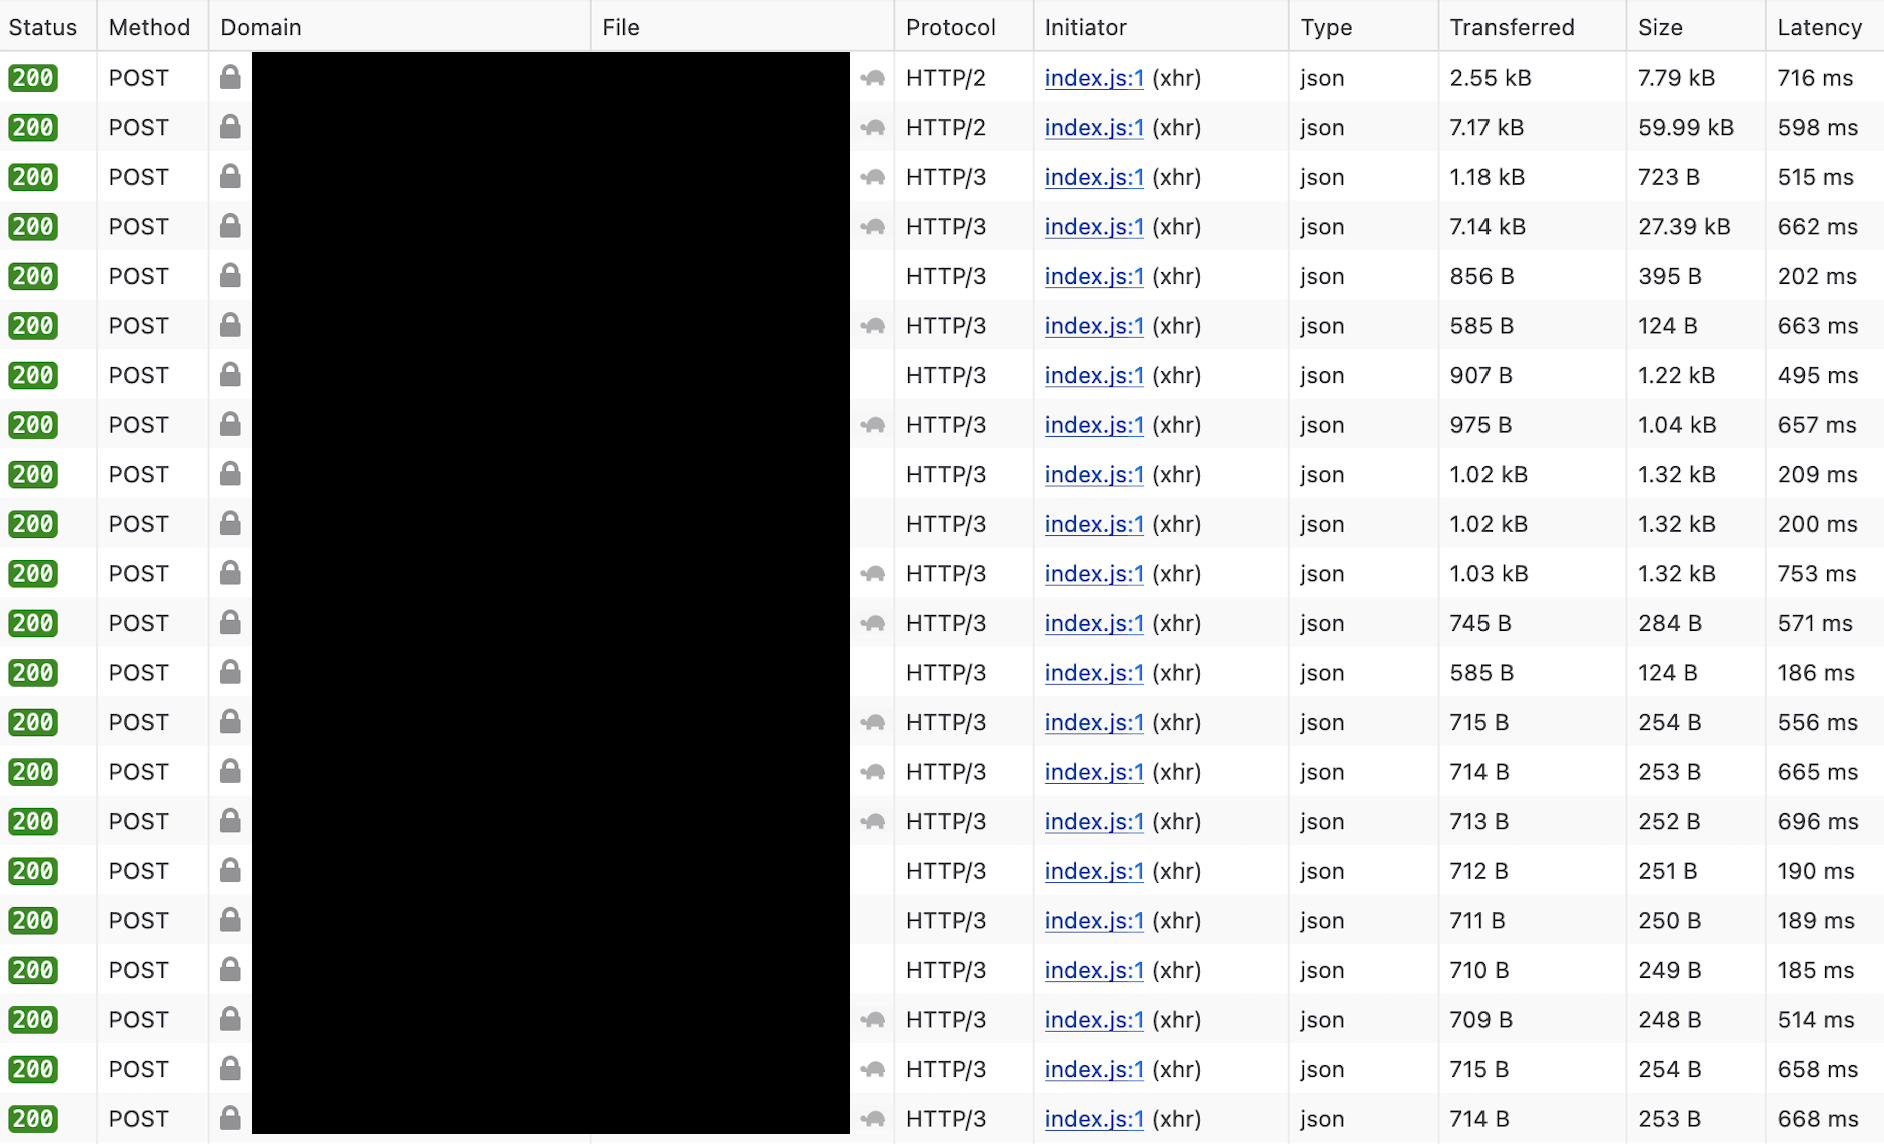 Status Method Domain File Protocol Initiator Type Transferred Size Latency
200 POST HTTP/2 index.js:1 (xhr) json 2.55 kB 7.79 kB 716 ms
200 POST HTTP/2 index.js:1 (xhr) json 7.17 kB 59.99 kB 598 ms
200 POST HTTP/3 index.js:1 (xhr) json 1.18 kB 723 B 515 ms
200 POST HTTP/3 index.js:1 (xhr) json 7.14 kB 27.39 kB 662 ms
200 POST HTTP/3 index.js:1 (xhr) json 856 B 395 B 202 ms
200 POST HTTP/3 index.js:1 (xhr) json 585 B 124 B 663 ms
200 POST HTTP/3 index.js:1 (xhr) json 907 B 1.22 kB 495 ms
200 POST HTTP/3 index.js:1 (xhr) json 975 B 1.04 kB 657 ms
200 POST HTTP/3 index.js:1 (xhr) json 1.02 kB 1.32 kB 209 ms
200 POST HTTP/3 index.js:1 (xhr) json 1.02 kB 1.32 kB 200 ms
200 POST HTTP/3 index.js:1 (xhr) json 1.03 kB 1.32 kB 753 ms
200 POST HTTP/3 index.js:1 (xhr) json 745 B 284 B 571 ms
200 POST HTTP/3 index.js:1 (xhr) json 585 B 124 B 186 ms
200 POST HTTP/3 index.js:1 (xhr) json 715 B 254 B 556 ms
200 POST HTTP/3 index.js:1 (xhr) json 714 B 253 B 665 ms
200 POST HTTP/3 index.js:1 (xhr) json 713 B 252 B 696 ms
200 POST HTTP/3 index.js:1 (xhr) json 712 B 251 B 190 ms
200 POST HTTP/3 index.js:1 (xhr) json 711 B 250 B 189 ms
200 POST HTTP/3 index.js:1 (xhr) json 710 B 249 B 185 ms
200 POST HTTP/3 index.js:1 (xhr) json 709 B 248 B 514 ms
200 POST HTTP/3 index.js:1 (xhr) json 715 B 254 B 658 ms
200 POST HTTP/3 index.js:1 (xhr) json 714 B 253 B 668 ms